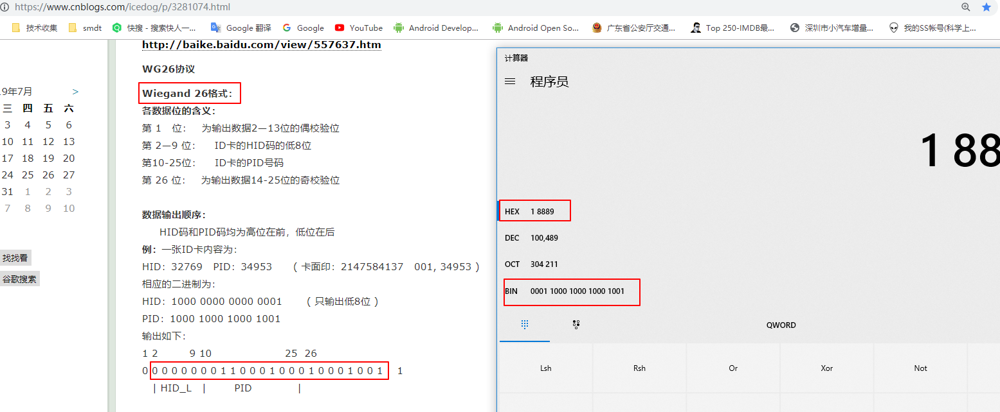 https://www.cnblogs.com/icedog/p/3281074.html
技术收集 smdt 快搜 - 搜索快人一... Google 翻译 Google YouTube Android Develop... Android Open So... 广东省公安厅交通... Top 250-IMDB最... 深圳市小汽车增量... 我的SS帐号(科学上...
9年7月 >
三 四 五 六
3 4 5 6
10 11 12 13
17 18 19 20
24 25 26 27
31 1 2 3
7 8 9 10
找找看
谷歌搜索
http://baike.baidu.com/view/557637.htm
WG26协议
Wiegand 26格式：
各数据位的含义：
第 1 位： 为输出数据2—13位的偶校验位
第 2—9 位： ID卡的HID码的低8位
第10-25位： ID卡的PID号码
第 26 位： 为输出数据14-25位的奇校验位
数据输出顺序：
HID码和PID码均为高位在前，低位在后
例：一张ID卡内容为：
HID：32769 PID：34953 （ 卡面印：2147584137 001, 34953 ）
相应的二进制为：
HID：1000 0000 0000 0001 （ 只输出低8位 ）
PID：1000 1000 1000 1001
输出如下：
1 2 9 10 25 26
0 0 0 0 0 0 0 0 1 1 0 0 0 1 0 0 0 1 0 0 0 1 0 0 1 1
| HID_L | PID |
计算器
程序员
1 88
HEX 1 8889
DEC 100,489
OCT 304 211
BIN 0001 1000 1000 1000 1001
QWORD
Lsh Rsh Or Xor Not